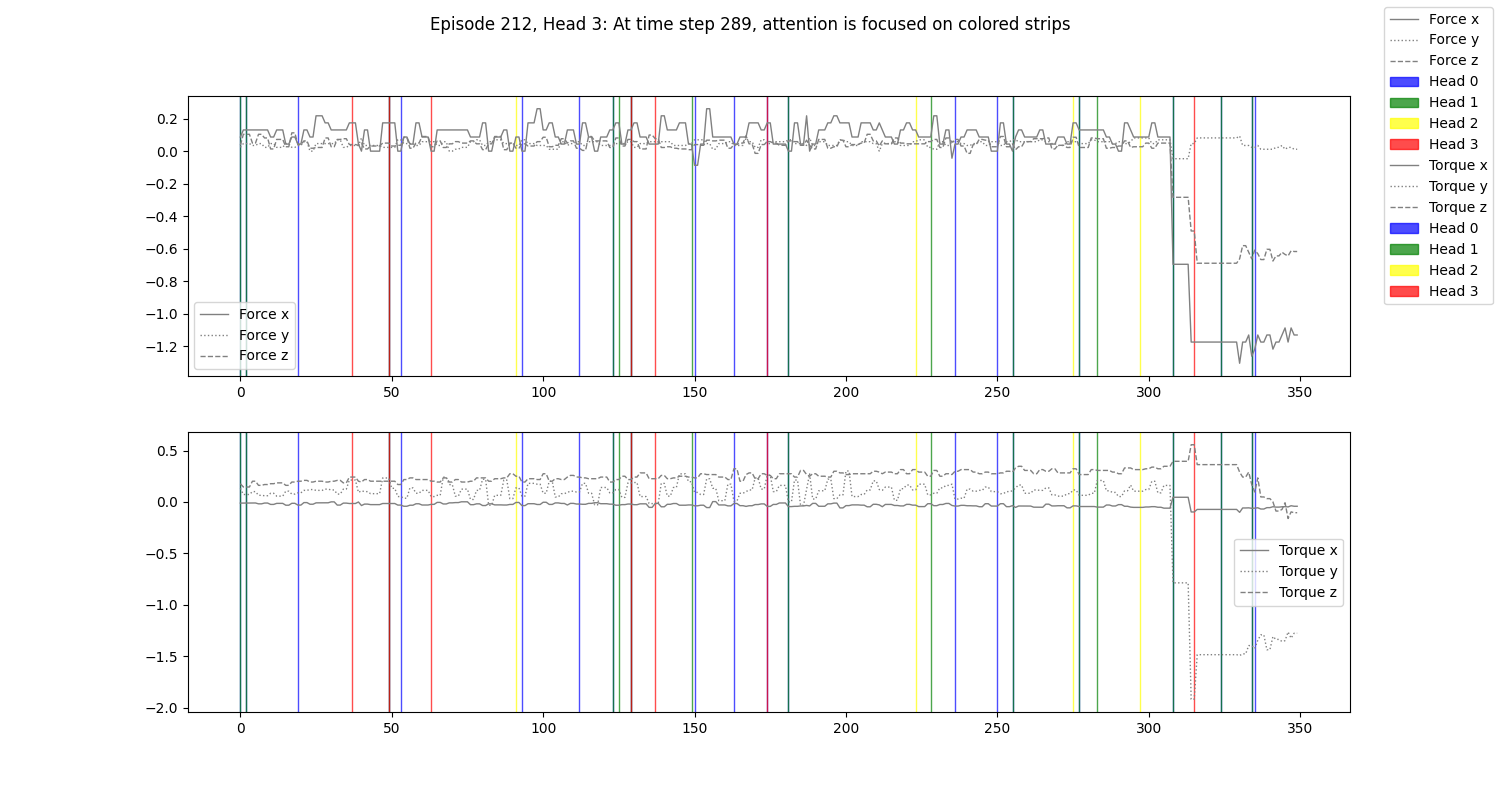 Episode 212, Head 3: At time step 289, attention is focused on colored strips
Force x
Force y
Force z
Head 0
Head 1
Head 2
Head 3
Torque x
Torque y
Torque z
Head 0
Head 1
Head 2
Head 3
0.2
0.0
−0.2
−0.4
−0.6
−0.8
−1.0
−1.2
Force x
Force y
Force z
0 50 100 150 200 250 300 350
0.5
0.0
−0.5
−1.0
−1.5
−2.0
Torque x
Torque y
Torque z
0 50 100 150 200 250 300 350